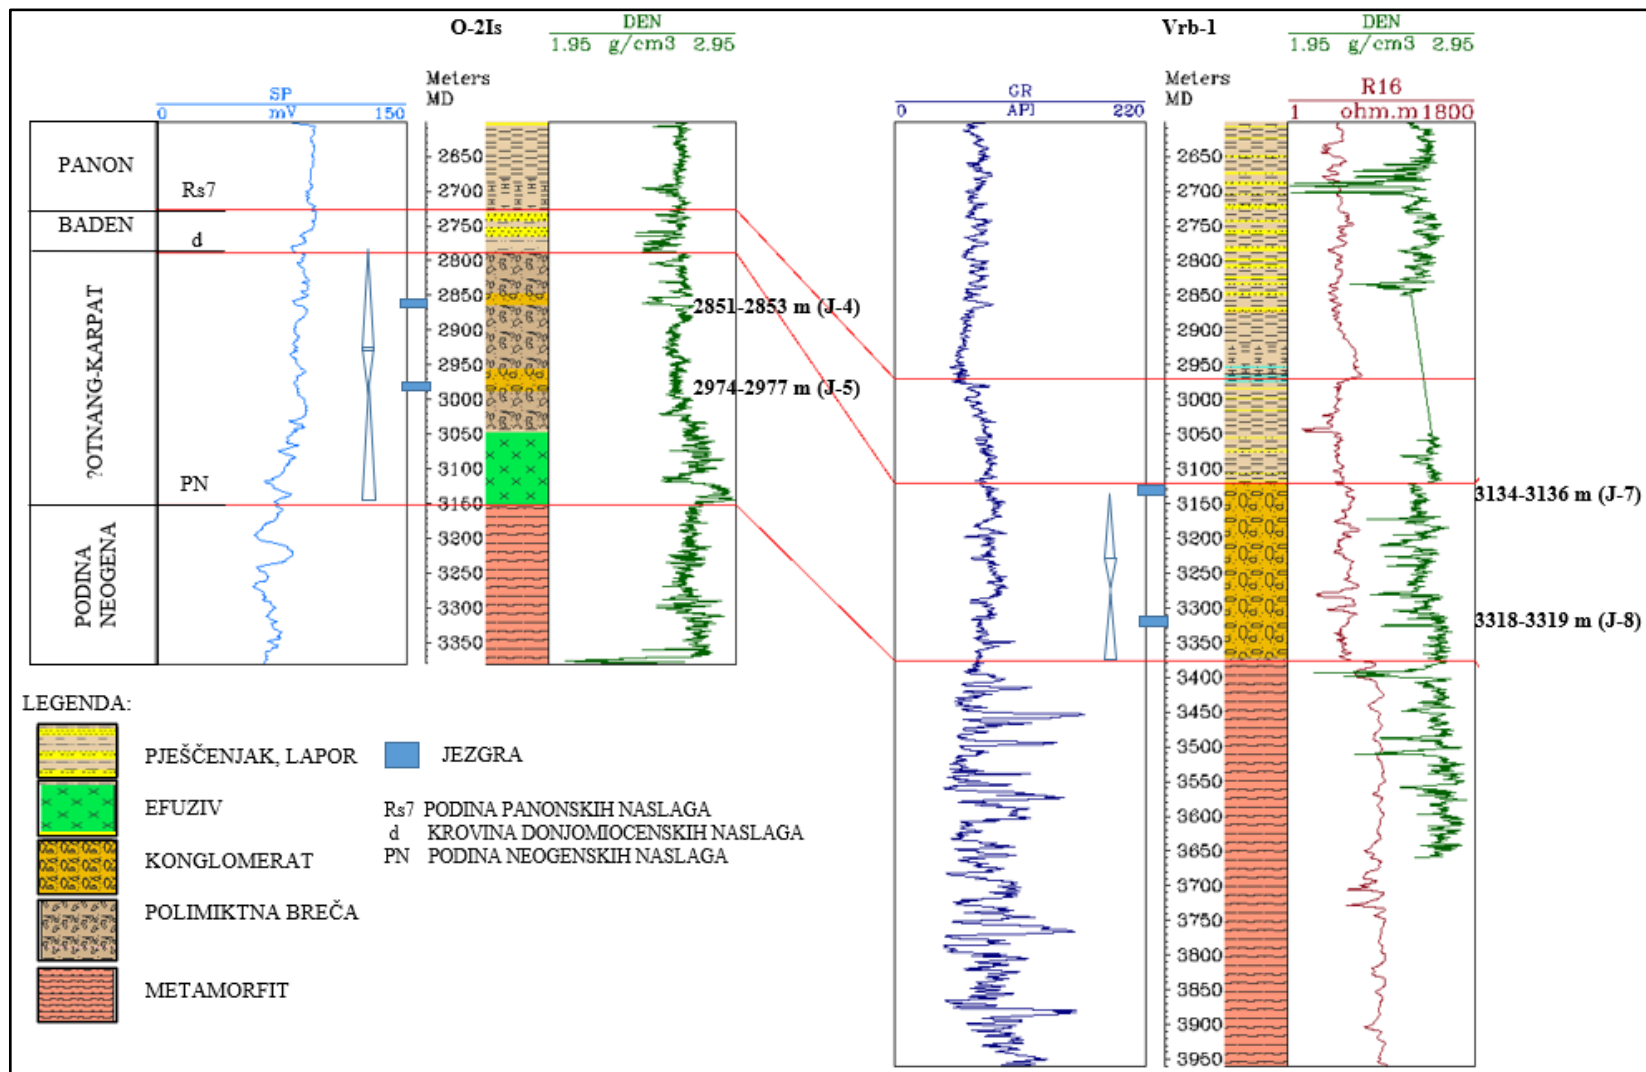 O-2Is
Vrb-1
DEN
1.95 g/cm3 2.95
DEN
1.95 g/cm3 2.95
Meters
MD
Meters
MD
SP
0 mV 150
GR
0 API 220
R16
1 ohm.m 1800
PANON
Rs7
BADEN
d
?OTNANG-KARPAT
PN
PODINA
NEOGENA
2650
2700
2750
2800
2850
2900
2950
3000
3050
3100
3150
3200
3250
3300
3350
2851-2853 m (J-4)
2974-2977 m (J-5)
2650
2700
2750
2800
2850
2900
2950
3000
3050
3100
3150
3200
3250
3300
3350
3400
3450
3500
3550
3600
3650
3700
3750
3800
3850
3900
3950
3134-3136 m (J-7)
3318-3319 m (J-8)
LEGENDA:
PJEŠČENJAK, LAPOR
EFUZIV
KONGLOMERAT
POLIMIKTNA BREČA
METAMORFIT
JEZGRA
Rs7 PODINA PANONSKIH NASLAGA
d KROVINA DONJOMIOCENSKIH NASLAGA
PN PODINA NEOGENSKIH NASLAGA